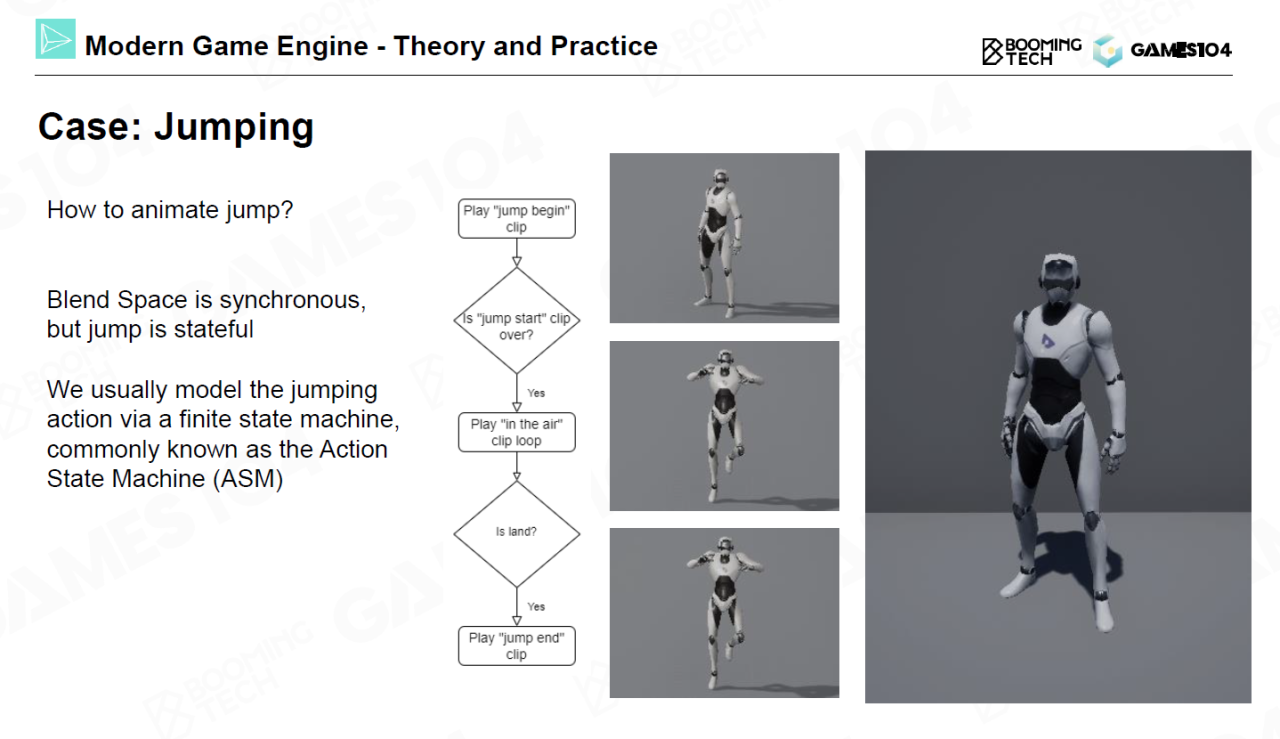 Modern Game Engine - Theory and Practice
BOOMING
TECH
GAMES104
Case: Jumping
How to animate jump?
Blend Space is synchronous,
but jump is stateful
We usually model the jumping
action via a finite state machine,
commonly known as the Action
State Machine (ASM)
Play "jump begin"
clip
Is "jump start" clip
over?
Yes
Play "in the air"
clip loop
Is land?
Yes
Play "jump end"
clip